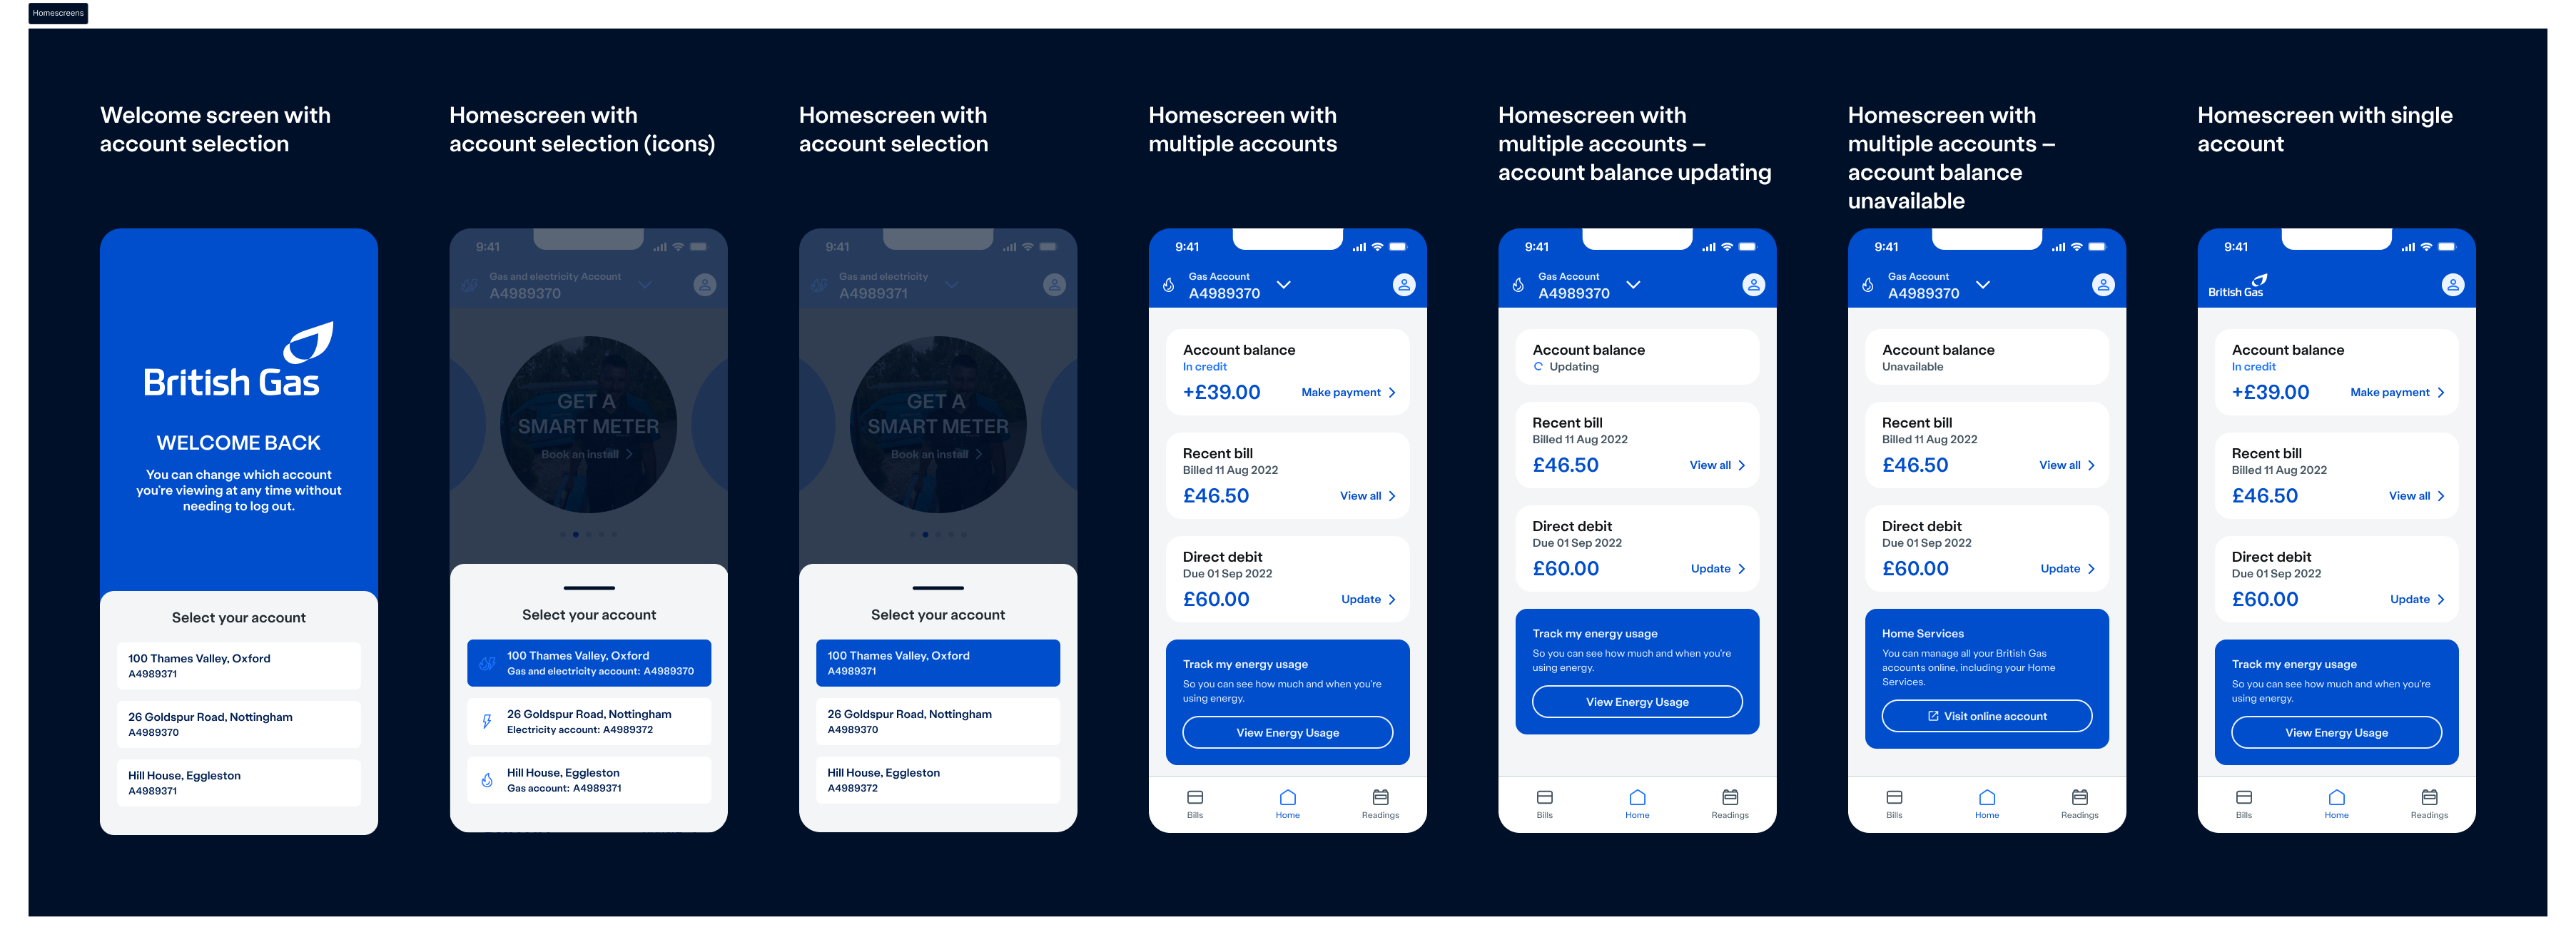 Homescreens
Welcome screen with
account selection
British Gas
WELCOME BACK
You can change which account
you're viewing at any time without
needing to log out.
Select your account
100 Thames Valley, Oxford
A4989371
26 Goldspur Road, Nottingham
A4989370
Hill House, Eggleston
A4989371
Homescreen with
account selection (icons)
9:41
Gas and electricity Account
A4989370
GET A
SMART METER
Book an install
Select your account
100 Thames Valley, Oxford
Gas and electricity account: A4989370
26 Goldspur Road, Nottingham
Electricity account: A4989372
Hill House, Eggleston
Gas account: A4989371
Homescreen with
account selection
9:41
Gas and electricity
A4989371
GET A
SMART METER
Book an install
Select your account
100 Thames Valley, Oxford
A4989371
26 Goldspur Road, Nottingham
A4989370
Hill House, Eggleston
A4989372
Homescreen with
multiple accounts
9:41
Gas Account
A4989370
Account balance
In credit
+£39.00 Make payment
Recent bill
Billed 11 Aug 2022
£46.50 View all
Direct debit
Due 01 Sep 2022
£60.00 Update
Track my energy usage
So you can see how much and when you're
using energy.
View Energy Usage
Bills Home Readings
Homescreen with
multiple accounts –
account balance updating
9:41
Gas Account
A4989370
Account balance
Updating
Recent bill
Billed 11 Aug 2022
£46.50 View all
Direct debit
Due 01 Sep 2022
£60.00 Update
Track my energy usage
So you can see how much and when you're
using energy.
View Energy Usage
Bills Home Readings
Homescreen with
multiple accounts –
account balance
unavailable
9:41
Gas Account
A4989370
Account balance
Unavailable
Recent bill
Billed 11 Aug 2022
£46.50 View all
Direct debit
Due 01 Sep 2022
£60.00 Update
Home Services
You can manage all your British Gas
accounts online, including your Home
Services.
Visit online account
Bills Home Readings
Homescreen with single
account
9:41
British Gas
Account balance
In credit
+£39.00 Make payment
Recent bill
Billed 11 Aug 2022
£46.50 View all
Direct debit
Due 01 Sep 2022
£60.00 Update
Track my energy usage
So you can see how much and when you're
using energy.
View Energy Usage
Bills Home Readings